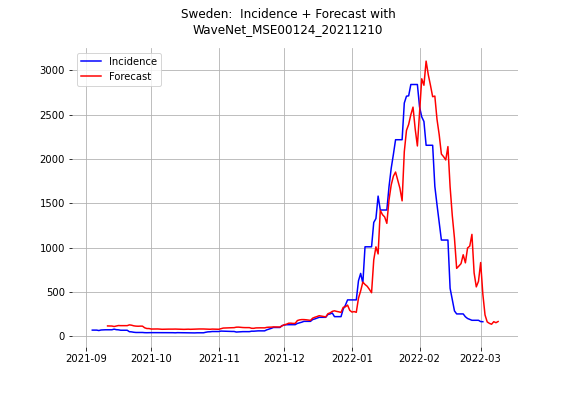 Sweden:  Incidence + Forecast with
WaveNet_MSE00124_20211210
Incidence
Forecast
3000
2500
2000
1500
1000
500
0
2021-09 2021-10 2021-11 2021-12 2022-01 2022-02 2022-03